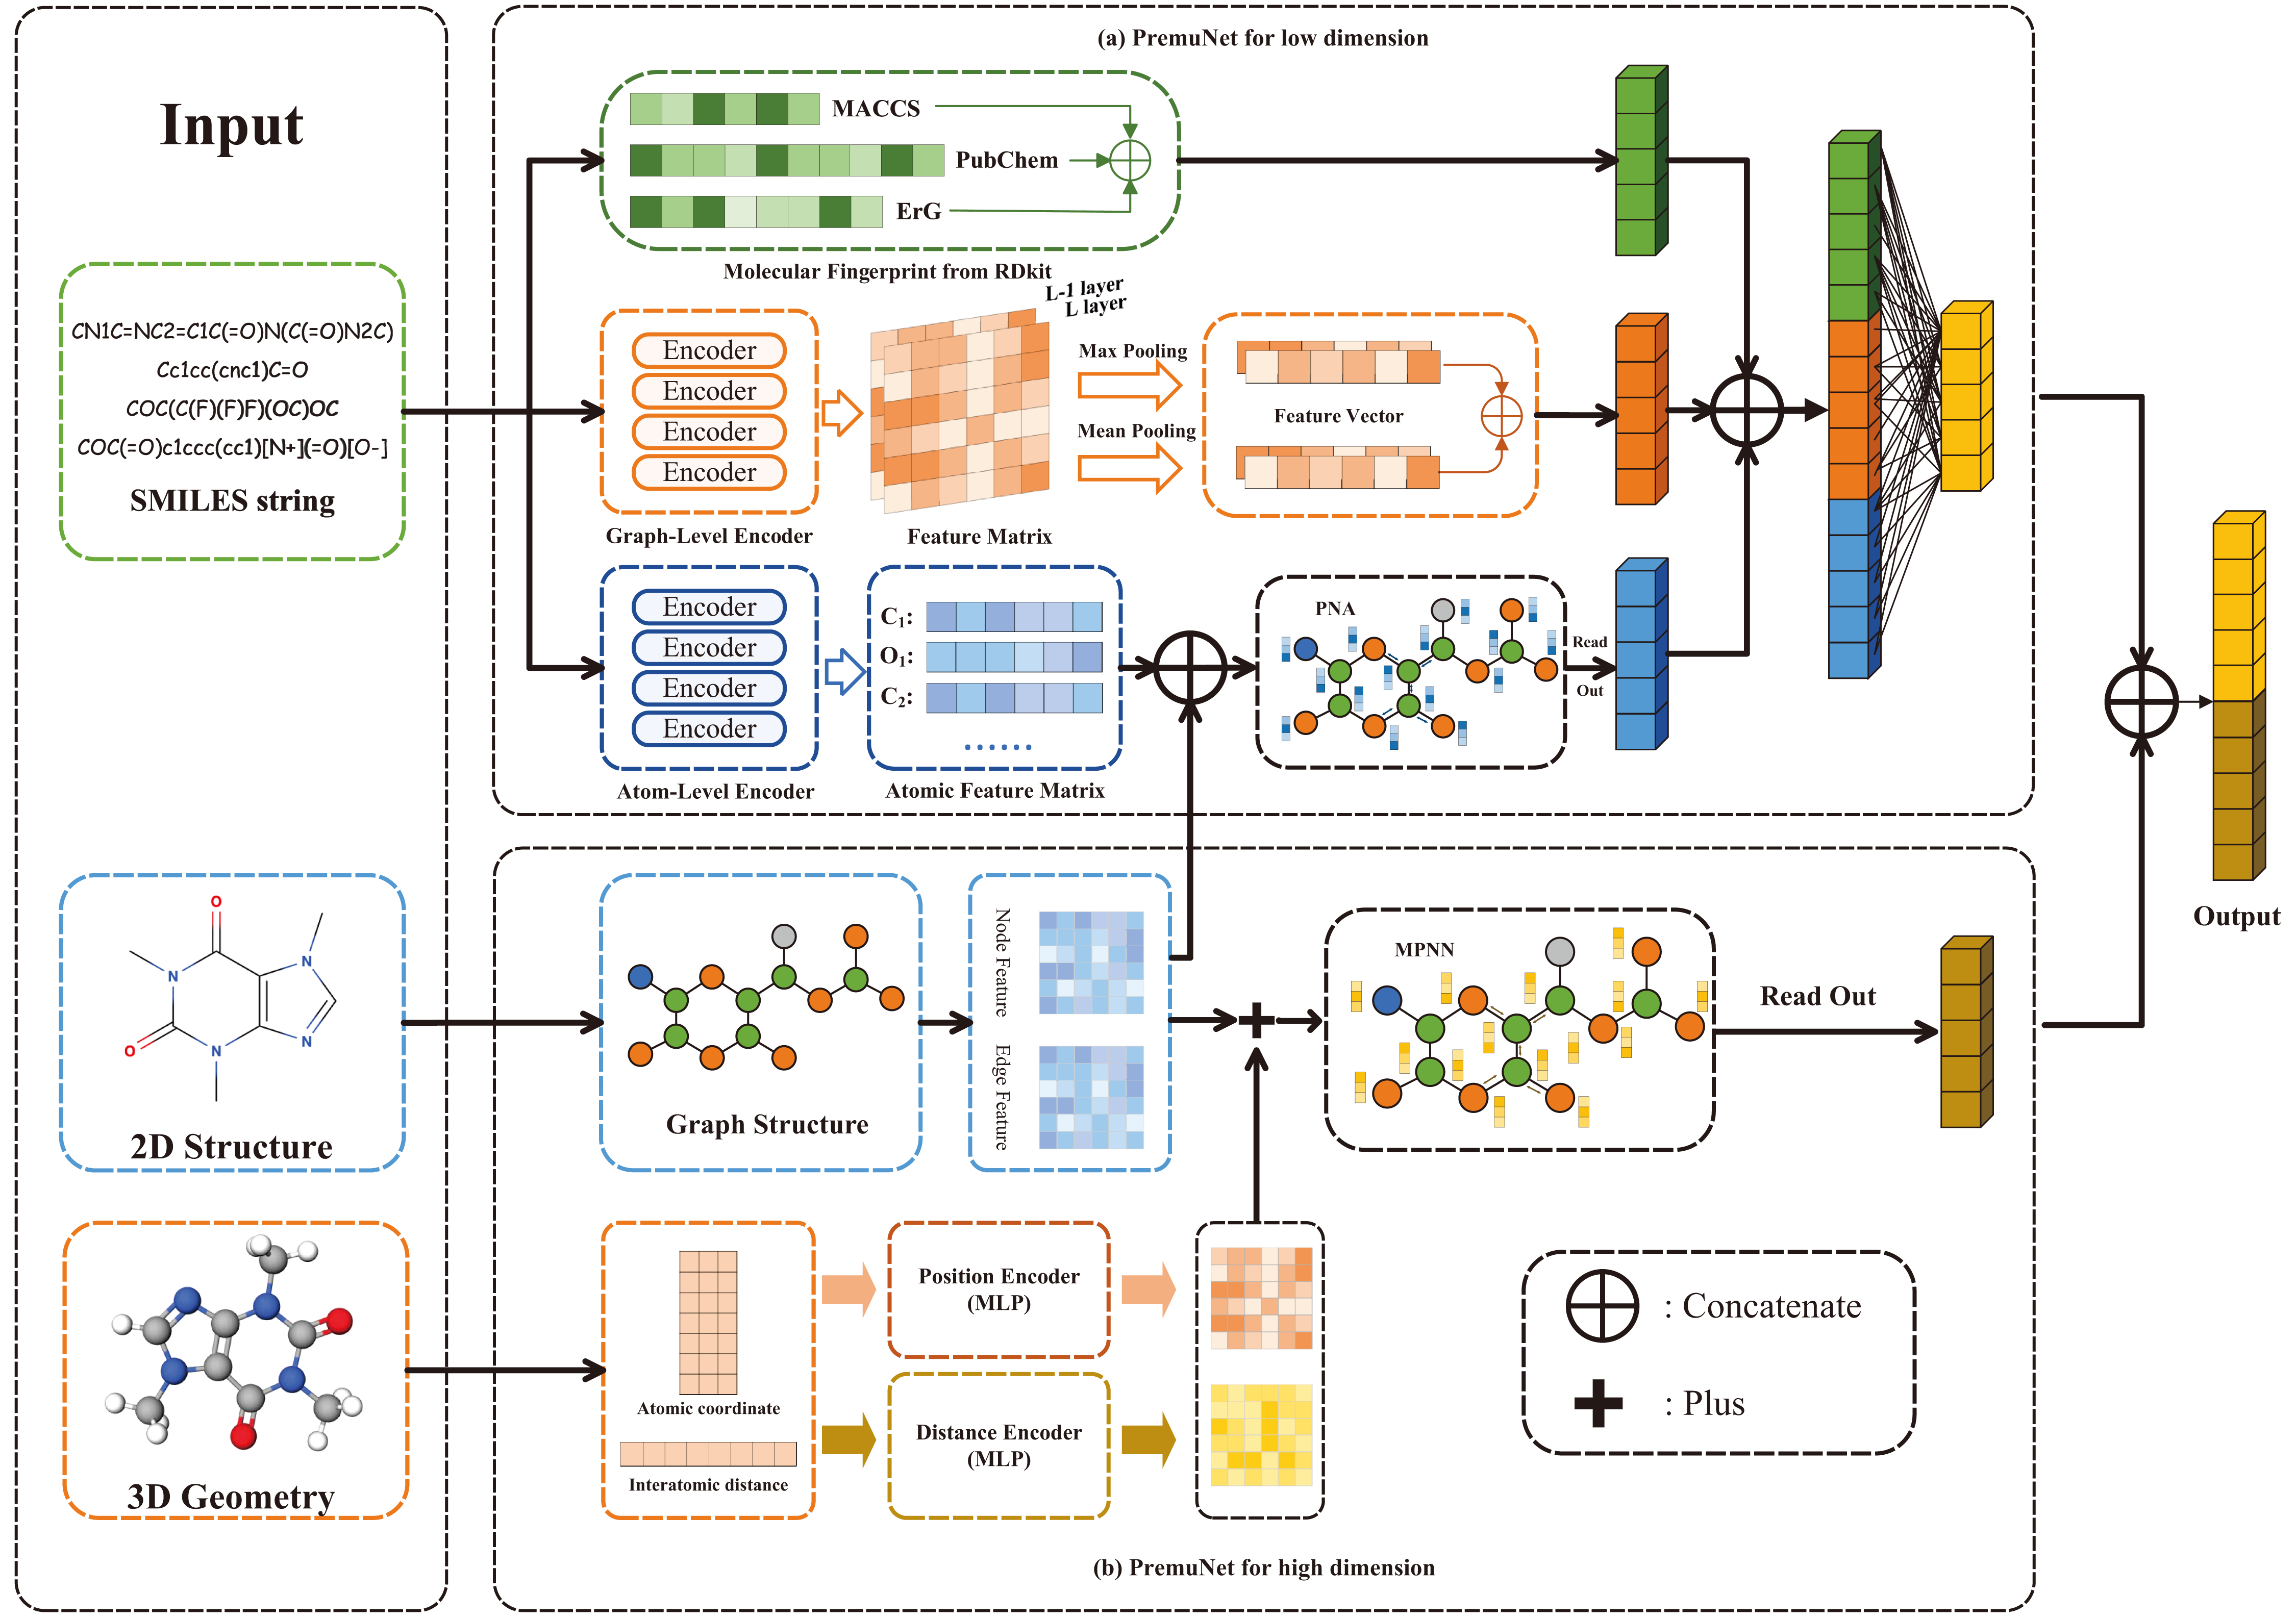 Input
CN1C=NC2=C1C(=O)N(C(=O)N2C)
Cc1cc(cnc1)C=O
COC(C(F)(F)F)(OC)OC
COC(=O)c1ccc(cc1)[N+](=O)[O-]
SMILES string
O
N
N
O
N
N
2D Structure
3D Geometry
(a) PremuNet for low dimension
MACCS
PubChem
ErG
Molecular Fingerprint from RDkit
Encoder
Encoder
Encoder
Encoder
Graph-Level Encoder
L-1 layer
L layer
Feature Matrix
Max Pooling
Mean Pooling
Feature Vector
Encoder
Encoder
Encoder
Encoder
Atom-Level Encoder
C₁:
O₁:
C₂:
......
Atomic Feature Matrix
PNA
Read
Out
Graph Structure
Node Feature
Edge Feature
MPNN
Read Out
Atomic coordinate
Interatomic distance
Position Encoder
(MLP)
Distance Encoder
(MLP)
: Concatenate
: Plus
(b) PremuNet for high dimension
Output